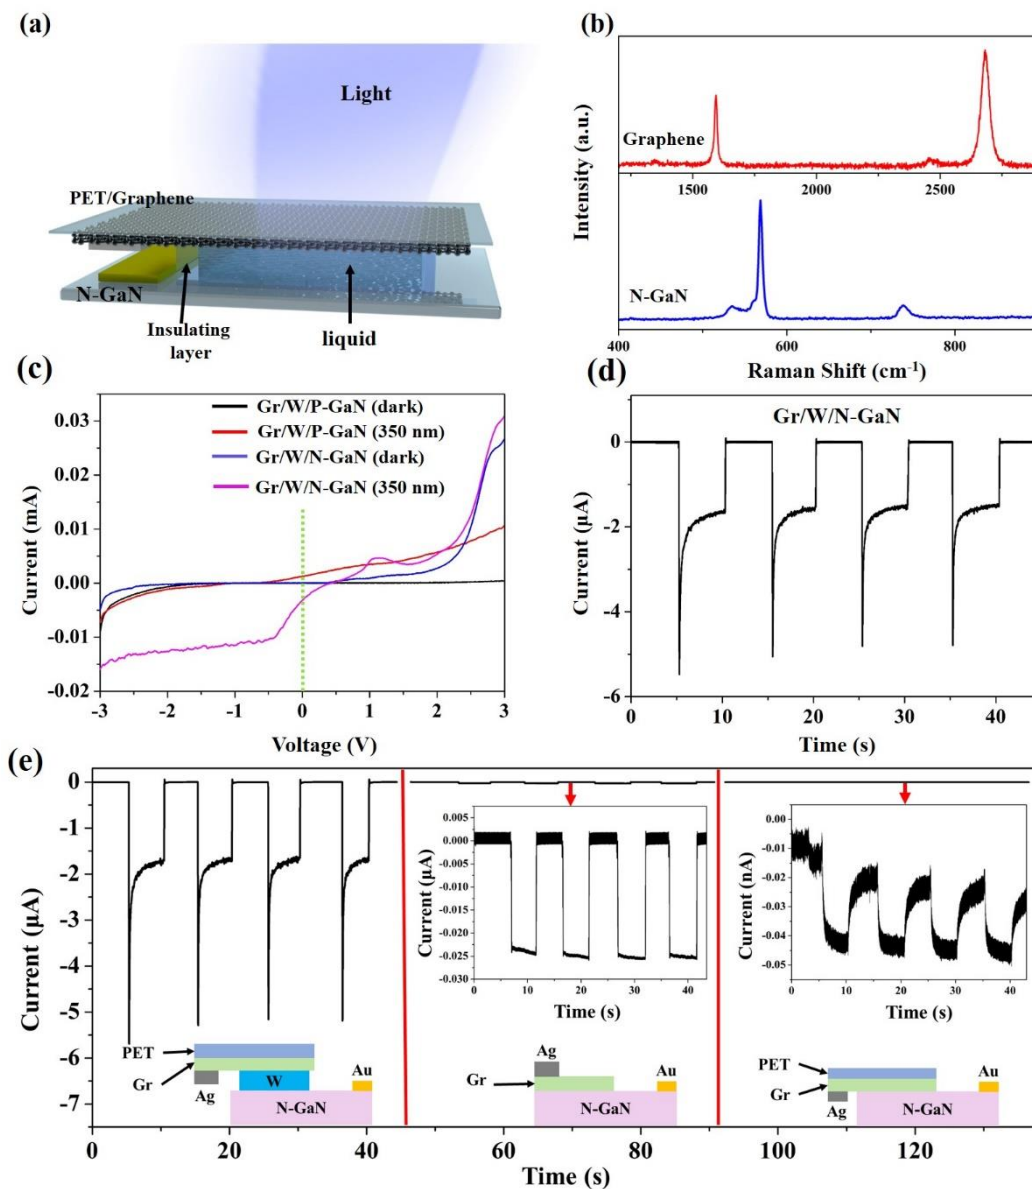 (a)
Light
PET/Graphene
N-GaN
Insulating
layer
liquid
(b)
Intensity (a.u.)
Graphene
1500 2000 2500
N-GaN
400 600 800
Raman Shift (cm⁻¹)
(c)
Current (mA)
0.03
0.02
0.01
0.00
-0.01
-0.02
Gr/W/P-GaN (dark)
Gr/W/P-GaN (350 nm)
Gr/W/N-GaN (dark)
Gr/W/N-GaN (350 nm)
-3 -2 -1 0 1 2 3
Voltage (V)
(d)
Gr/W/N-GaN
Current (μA)
0
-2
-4
-6
0 10 20 30 40
Time (s)
(e)
Current (μA)
0
-1
-2
-3
-4
-5
-6
-7
PET
Gr
Ag
W
Au
N-GaN
Current (μA)
0.005
0.000
-0.005
-0.010
-0.015
-0.020
-0.025
-0.030
0 10 20 30 40
Time (s)
Ag
Gr
Au
N-GaN
Current (nA)
0.00
-0.01
-0.02
-0.03
-0.04
-0.05
0 10 20 30 40
Time (s)
PET
Gr
Ag
Au
N-GaN
0 20 40 60 80 100 120
Time (s)